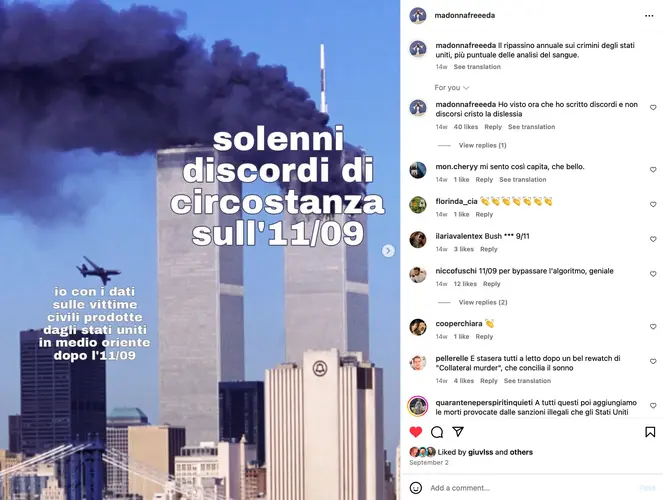 solenni
discordi di
circostanza
sull'11/09
io con i dati
sulle vittime
civili prodotte
dagli stati uniti
in medio oriente
dopo l'11/09
madonnafreeeda
madonnafreeeda Il ripassino annuale sui crimini degli stati
uniti, più puntuale delle analisi del sangue.
14w See translation
For you
madonnafreeeda Ho visto ora che ho scritto discordi e non
discorsi cristo la dislessia
14w 40 likes Reply See translation
View replies (1)
mon.cheryy mi sento così capita, che bello.
14w 1 like Reply See translation
florinda_cia 👏👏👏👏👏👏👏
14w 1 like Reply
ilariavalentex Bush *** 9/11
14w 3 likes Reply
niccofuschi 11/09 per bypassare l'algoritmo, geniale
14w 12 likes Reply
View replies (2)
cooperchiara 👏
14w 1 like Reply
pellerelle E stasera tutti a letto dopo un bel rewatch di
"Collateral murder", che concilia il sonno
14w 4 likes Reply See translation
quaranteneperspiritinquieti A tutti questi poi aggiungiamo
le morti provocate dalle sanzioni illegali che gli Stati Uniti
Liked by giuvlss and others
September 2
Add a comment...
Post